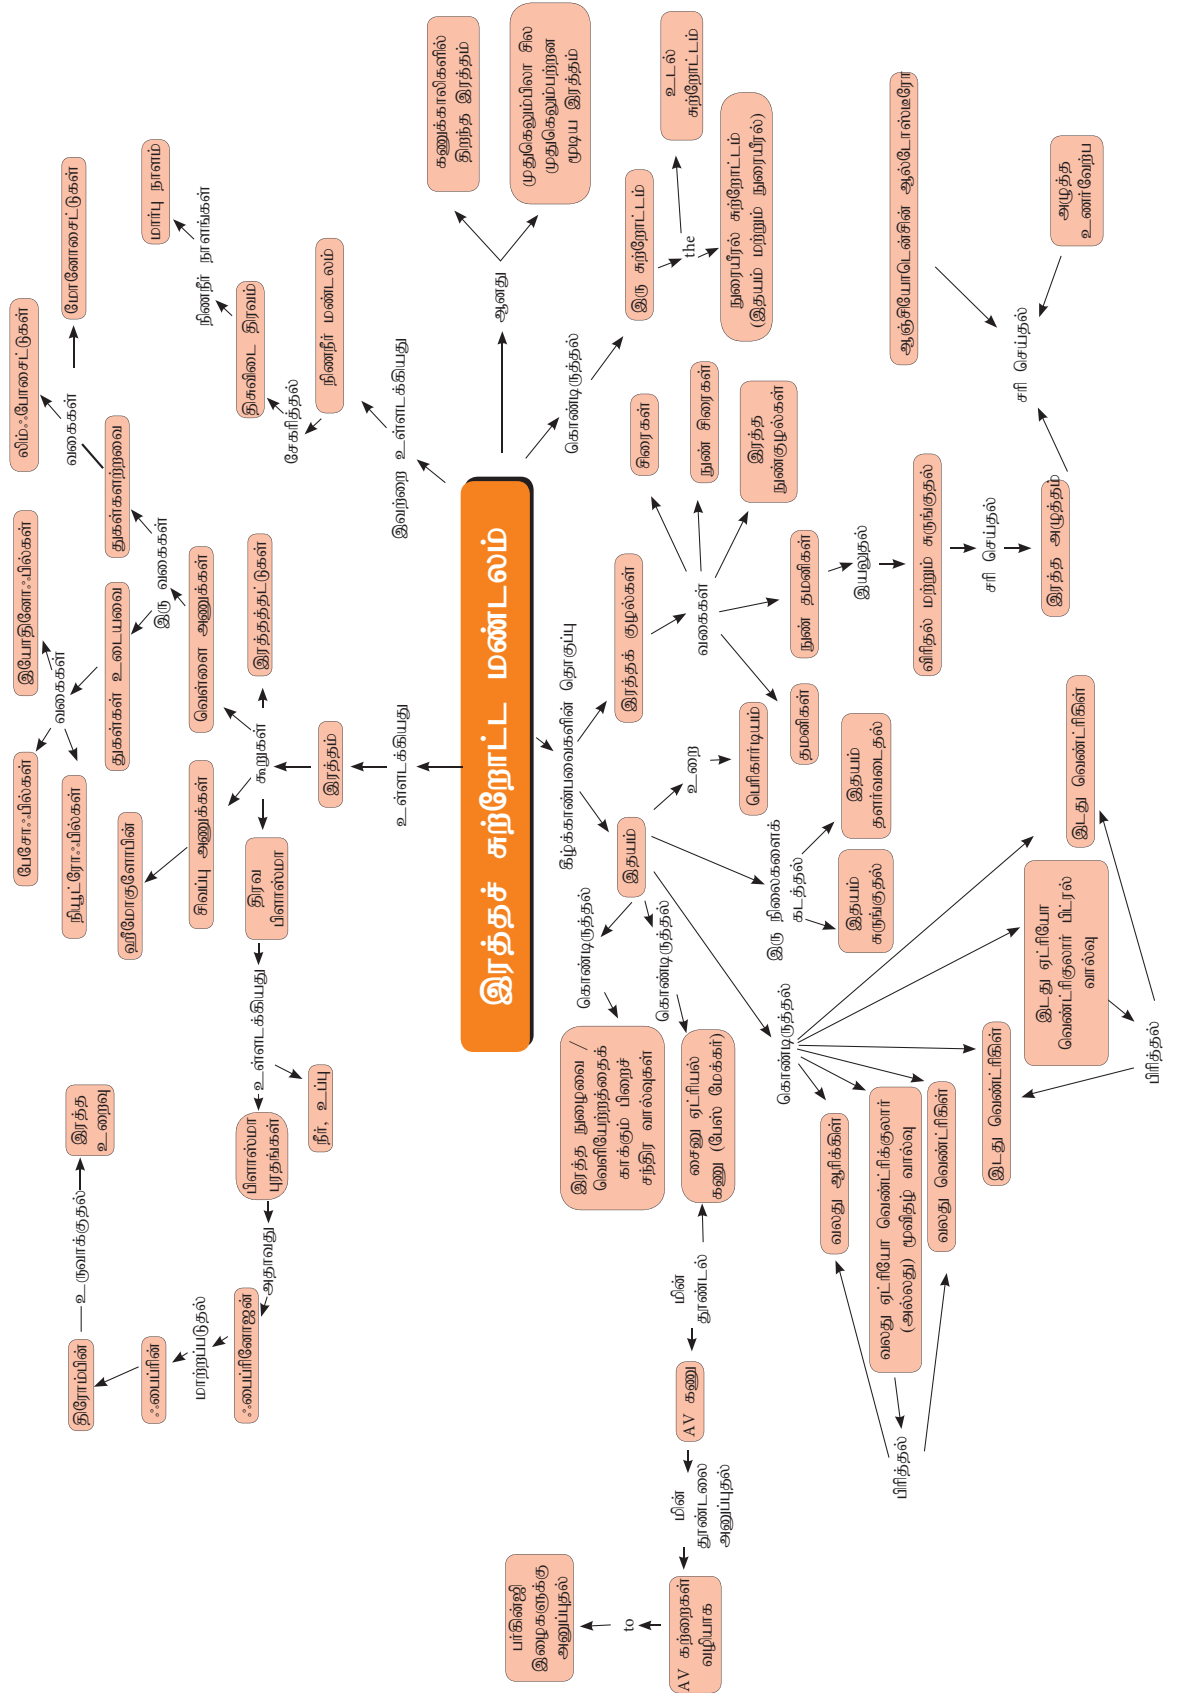 இரத்தச் சுற்றோட்ட மண்டலம்
உள்ளடக்கியது
இரத்தம்
கூறுகள்
திரவ
பிளாஸ்மா
உள்ளடக்கியது
நீர், உப்பு
பிளாஸ்மா
புரதங்கள்
அதாவது
ஃபைப்ரினோஜன்
மாற்றப்படுதல்
ஃபைப்ரின்
திரோம்பின்
உருவாக்குதல்
இரத்த
உறைவு
சிவப்பு அணுக்கள்
ஹீமோகுளோபின்
வெள்ளை அணுக்கள்
இரத்தத்தட்டுகள்
இரு வகைகள்
துகள்கள் உடையவை
வகைகள்
பேசோஃபில்கள்
நியூட்ரோஃபில்கள்
இயோதினோஃபில்கள்
துகள்களற்றவை
வகைகள்
லிம்ஃபோசைட்டுகள்
மோனோசைட்டுகள்
இவற்றை உள்ளடக்கியது
நிணநீர் மண்டலம்
சேகரித்தல்
திசுவிடை திரவம்
நிணநீர் நாளங்கள்
மார்பு நாளம்
ஆனது
கணுக்காலிகளில்
திறந்த இரத்தம்
முதுகெலும்பிலா சில
முதுகெலும்பற்றன
மூடிய இரத்தம்
கொண்டிருத்தல்
இரு சுற்றோட்டம்
the
உடல்
சுற்றோட்டம்
நுரையீரல் சுற்றோட்டம்
(இதயம் மற்றும் நுரையீரல்)
கீழ்க்காண்பவைகளின் தொகுப்பு
இரத்தக் குழல்கள்
வகைகள்
சிரைகள்
நுண் சிரைகள்
இரத்த
நுண்குழல்கள்
நுண் தமனிகள்
தமனிகள்
இயலுதல்
விரிதல் மற்றும் சுருங்குதல்
சரி செய்தல்
இரத்த அழுத்தம்
சரி செய்தல்
ஆஞ்சியோடென்சின் ஆல்டோஸ்டீரோ
அழுத்த
உணர்வேற்ப
இதயம்
உறை
பெரிகார்டியம்
இரு நிலைகளைக்
கடத்தல்
இதயம்
தளர்வடைதல்
இதயம்
சுருங்குதல்
கொண்டிருத்தல்
இரத்த நுழைவை /
வெளியேற்றத்தைக்
காக்கும் பிறைச்
சந்திர வால்வுகள்
கொண்டிருத்தல்
சைனு ஏட்ரியல்
கணு (பேஸ் மேக்கர்)
மின்
தூண்டல்
AV கணு
மின்
தூண்டலை
அனுப்புதல்
AV கற்றைகள்
வழியாக
to
பர்கின்ஜி
இழைகளுக்கு
அனுப்புதல்
கொண்டிருத்தல்
வலது ஆரிக்கிள்
வலது ஏட்ரியோ வெண்ட்ரிக்குலார்
(அல்லது) மூவிதழ் வால்வு
வலது வெண்ட்ரிகிள்
பிரித்தல்
இடது வெண்ட்ரிகிள்
இடது ஏட்ரியோ
வெண்ட்ரிகுலார் பிட்ரல்
வால்வு
இடது வெண்ட்ரிகிள்
பிரித்தல்